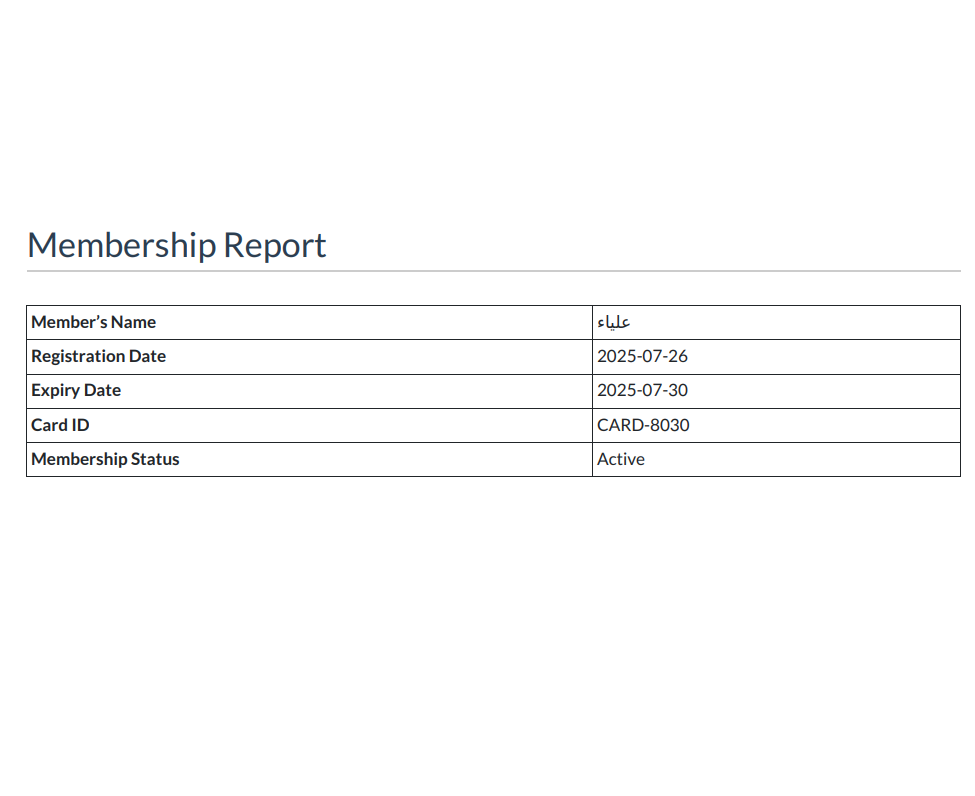 Membership Report
Member’s Name علياء
Registration Date 2025-07-26
Expiry Date 2025-07-30
Card ID CARD-8030
Membership Status Active